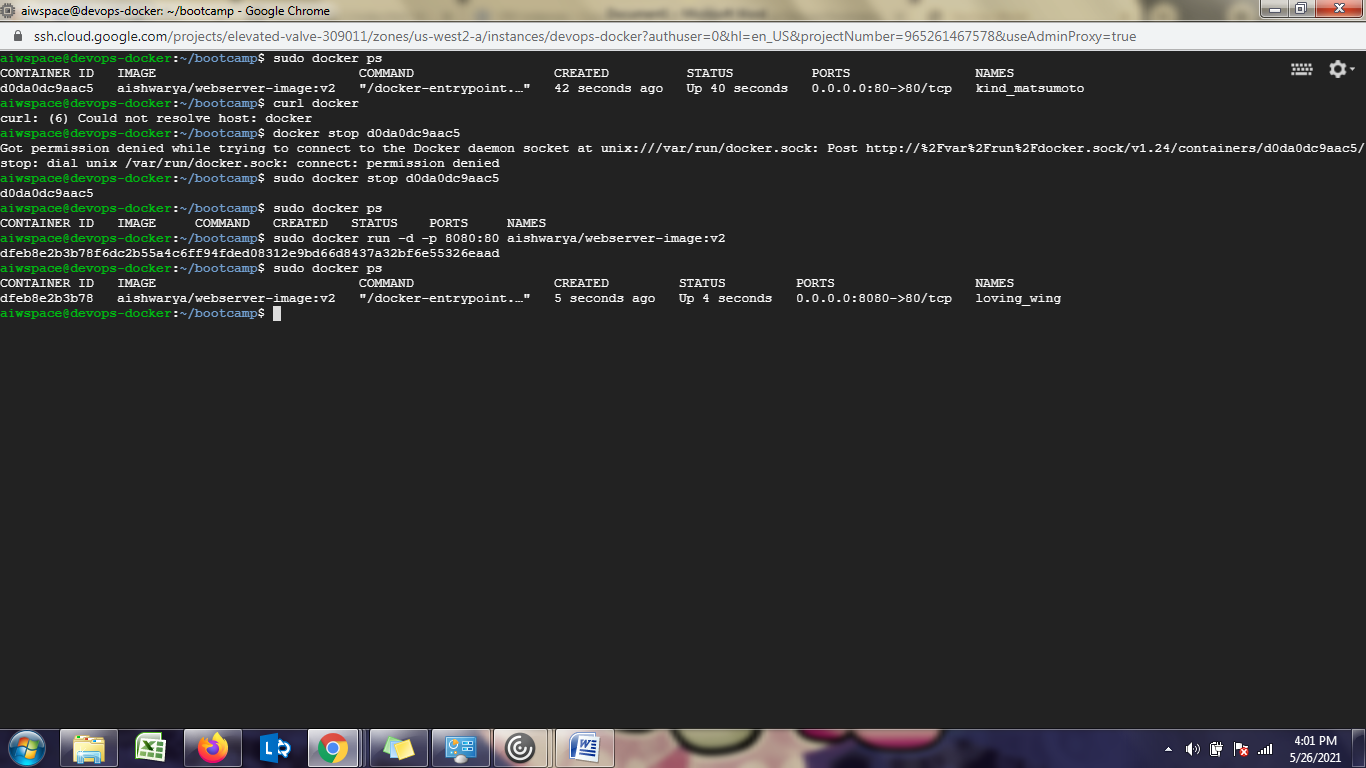 aiwspace@devops-docker: ~/bootcamp - Google Chrome
ssh.cloud.google.com/projects/elevated-valve-309011/zones/us-west2-a/instances/devops-docker?authuser=0&hl=en_US&projectNumber=965261467578&useAdminProxy=true
aiwspace@devops-docker:~/bootcamp$ sudo docker ps
CONTAINER ID   IMAGE                          COMMAND                  CREATED          STATUS          PORTS                NAMES
d0da0dc9aac5   aishwarya/webserver-image:v2   "/docker-entrypoint.…"   42 seconds ago   Up 40 seconds   0.0.0.0:80->80/tcp   kind_matsumoto
aiwspace@devops-docker:~/bootcamp$ curl docker
curl: (6) Could not resolve host: docker
aiwspace@devops-docker:~/bootcamp$ docker stop d0da0dc9aac5
Got permission denied while trying to connect to the Docker daemon socket at unix:///var/run/docker.sock: Post http://%2Fvar%2Frun%2Fdocker.sock/v1.24/containers/d0da0dc9aac5/
stop: dial unix /var/run/docker.sock: connect: permission denied
aiwspace@devops-docker:~/bootcamp$ sudo docker stop d0da0dc9aac5
d0da0dc9aac5
aiwspace@devops-docker:~/bootcamp$ sudo docker ps
CONTAINER ID   IMAGE     COMMAND   CREATED   STATUS    PORTS     NAMES
aiwspace@devops-docker:~/bootcamp$ sudo docker run -d -p 8080:80 aishwarya/webserver-image:v2
dfeb8e2b3b78f6dc2b55a4c6ff94fded08312e9bd66d8437a32bf6e55326eaad
aiwspace@devops-docker:~/bootcamp$ sudo docker ps
CONTAINER ID   IMAGE                          COMMAND                  CREATED         STATUS         PORTS                  NAMES
dfeb8e2b3b78   aishwarya/webserver-image:v2   "/docker-entrypoint.…"   5 seconds ago   Up 4 seconds   0.0.0.0:8080->80/tcp   loving_wing
aiwspace@devops-docker:~/bootcamp$
4:01 PM
5/26/2021